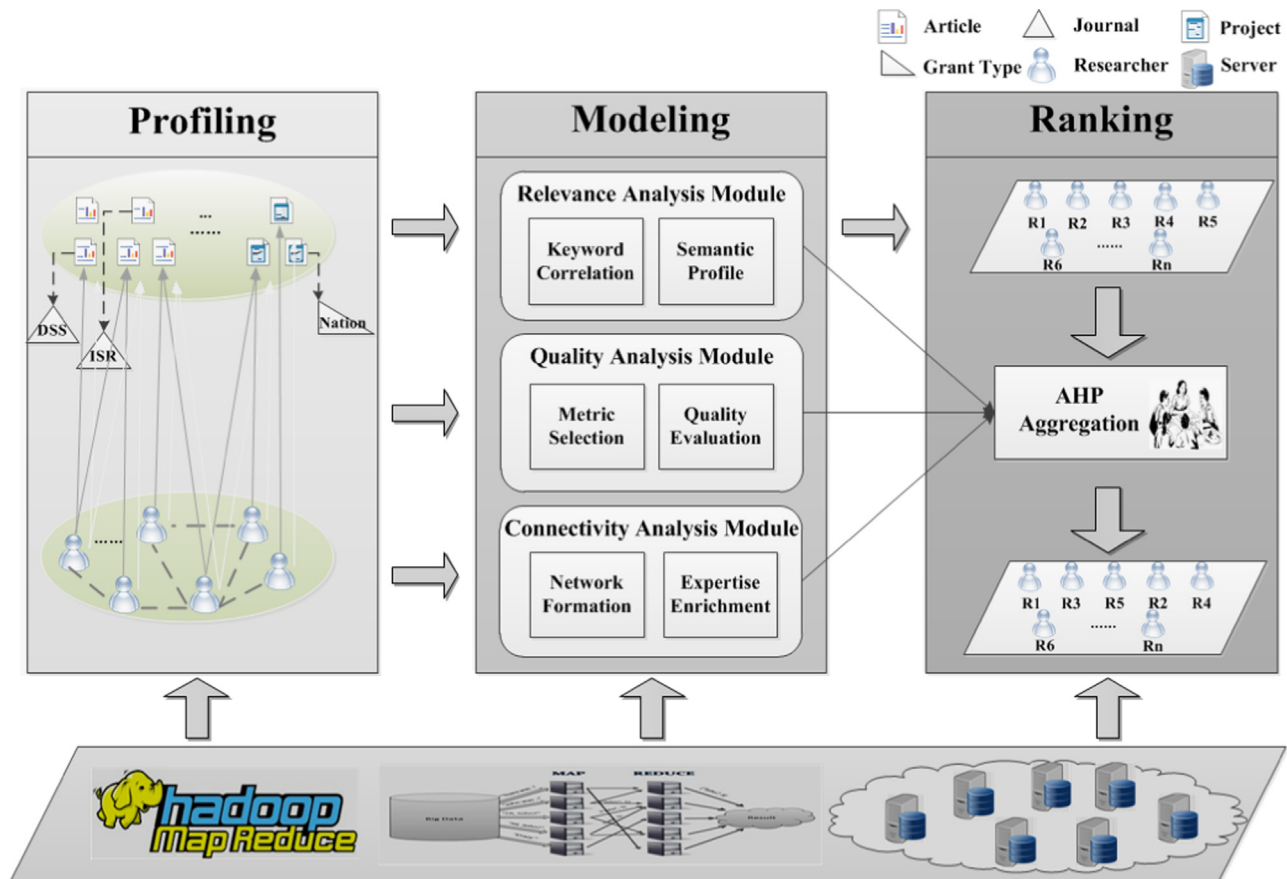 Article
Journal
Project
Grant Type
Researcher
Server
Profiling
Modeling
Ranking
...
......
DSS
ISR
Nation
......
Relevance Analysis Module
Keyword
Correlation
Semantic
Profile
Quality Analysis Module
Metric
Selection
Quality
Evaluation
Connectivity Analysis Module
Network
Formation
Expertise
Enrichment
R1 R2 R3 R4 R5
R6 ...... Rn
AHP
Aggregation
R1 R3 R5 R2 R4
R6 ...... Rn
hadoop
Map Reduce
MAP REDUCE
Big Data
Result